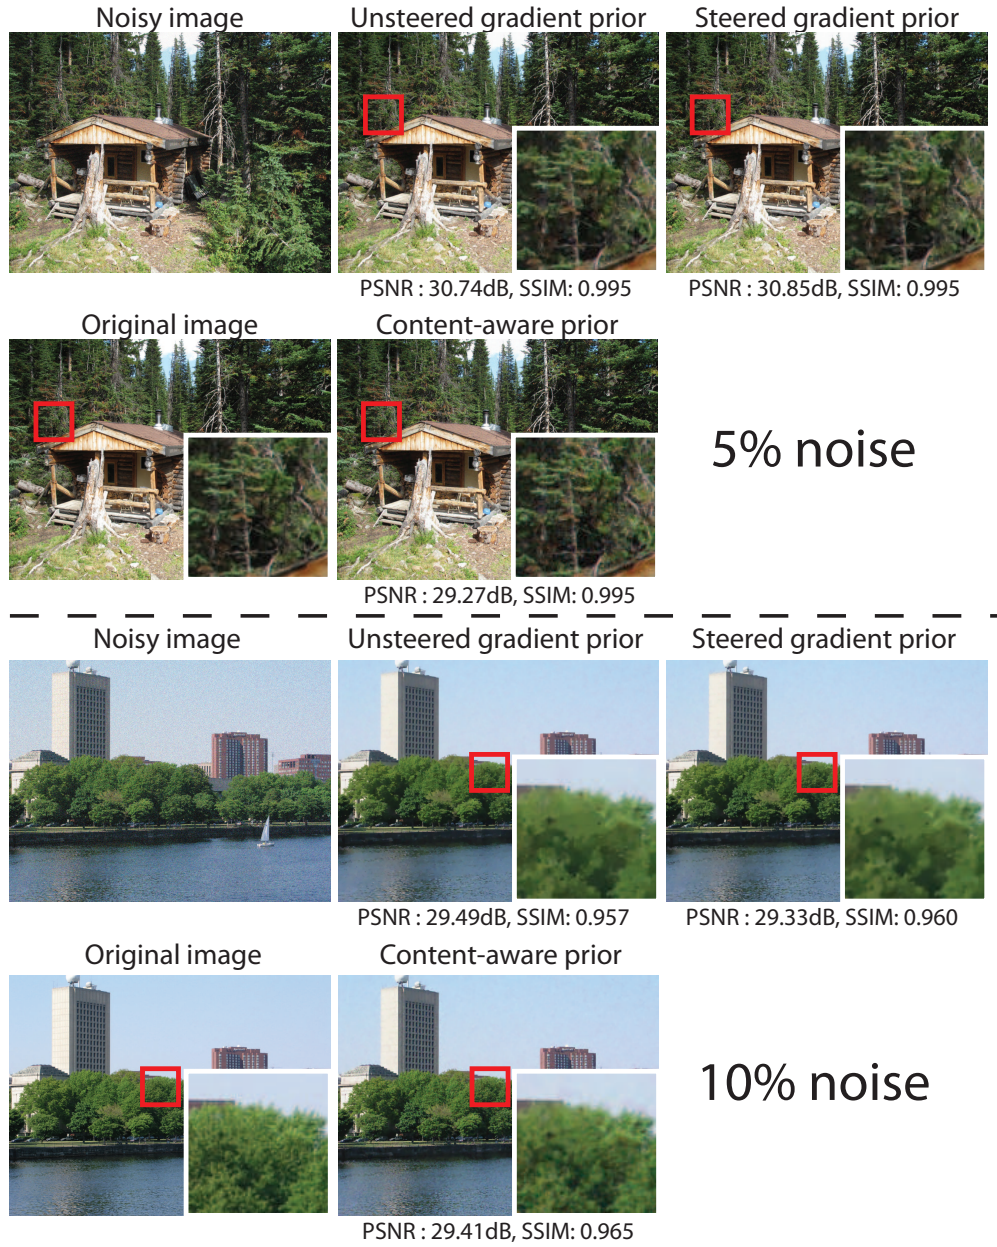 Noisy image
Unsteered gradient prior
Steered gradient prior
PSNR : 30.74dB, SSIM: 0.995
PSNR : 30.85dB, SSIM: 0.995
Original image
Content-aware prior
5% noise
PSNR : 29.27dB, SSIM: 0.995
Noisy image
Unsteered gradient prior
Steered gradient prior
PSNR : 29.49dB, SSIM: 0.957
PSNR : 29.33dB, SSIM: 0.960
Original image
Content-aware prior
10% noise
PSNR : 29.41dB, SSIM: 0.965